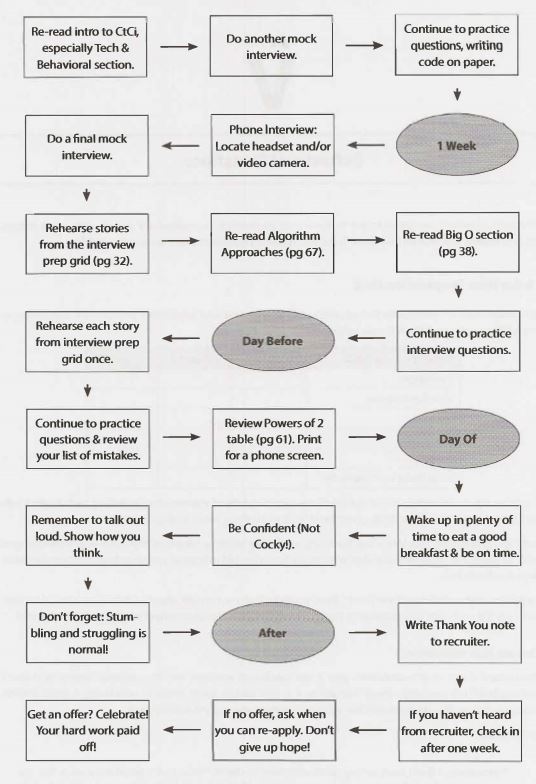 Re-read intro to CtCi,
especially Tech &
Behavioral section.
Do another mock
interview.
Continue to practice
questions, writing
code on paper.
1 Week
Phone Interview:
Locate headset and/or
video camera.
Do a final mock
interview.
Rehearse stories
from the interview
prep grid (pg 32).
Re-read Algorithm
Approaches (pg 67).
Re-read Big O section
(pg 38).
Continue to practice
interview questions.
Day Before
Rehearse each story
from interview prep
grid once.
Continue to practice
questions & review
your list of mistakes.
Review Powers of 2
table (pg 61). Print
for a phone screen.
Day Of
Wake up in plenty of
time to eat a good
breakfast & be on time.
Be Confident (Not
Cocky!).
Remember to talk out
loud. Show how you
think.
Don't forget: Stum-
bling and struggling is
normal!
After
Write Thank You note
to recruiter.
If you haven't heard
from recruiter, check in
after one week.
If no offer, ask when
you can re-apply. Don't
give up hope!
Get an offer? Celebrate!
Your hard work paid
off!